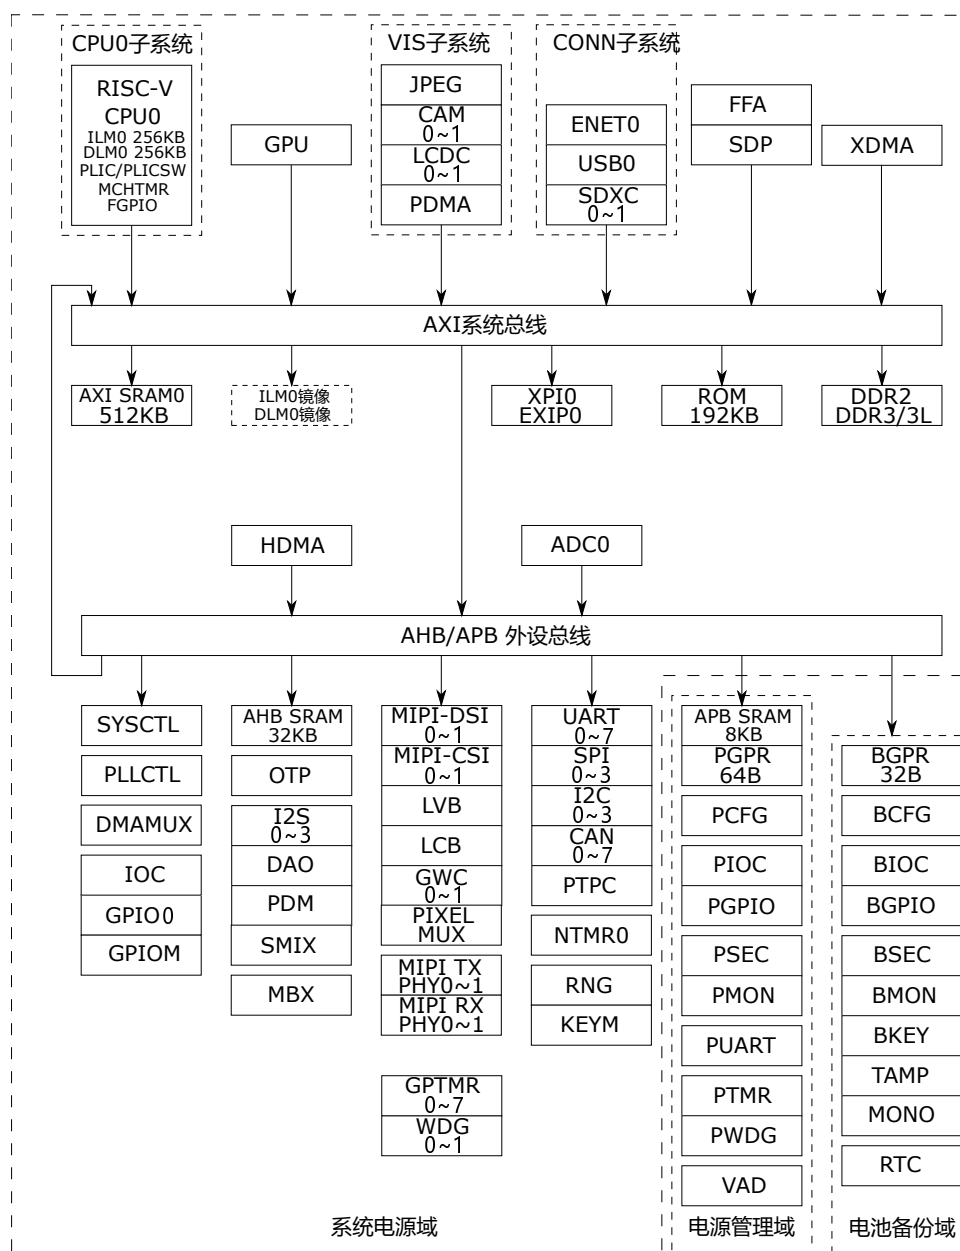 CPU0子系统
RISC-V
CPU0
ILM0 256KB
DLM0 256KB
PLIC/PLICSW
MCHTMR
FGPIO
GPU
VIS子系统
JPEG
CAM
0~1
LCDC
0~1
PDMA
CONN子系统
ENET0
USB0
SDXC
0~1
FFA
SDP
XDMA
AXI系统总线
AXI SRAM0
512KB
ILM0镜像
DLM0镜像
XPI0
EXIP0
ROM
192KB
DDR2
DDR3/3L
HDMA
ADC0
AHB/APB 外设总线
SYSCTL
PLLCTL
DMAMUX
IOC
GPIO0
GPIOM
AHB SRAM
32KB
OTP
I2S
0~3
DAO
PDM
SMIX
MBX
MIPI-DSI
0~1
MIPI-CSI
0~1
LVB
LCB
GWC
0~1
PIXEL
MUX
MIPI TX
PHY0~1
MIPI RX
PHY0~1
GPTMR
0~7
WDG
0~1
UART
0~7
SPI
0~3
I2C
0~3
CAN
0~7
PTPC
NTMR0
RNG
KEYM
APB SRAM
8KB
PGPR
64B
PCFG
PIOC
PGPIO
PSEC
PMON
PUART
PTMR
PWDG
VAD
BGPR
32B
BCFG
BIOC
BGPIO
BSEC
BMON
BKEY
TAMP
MONO
RTC
系统电源域
电源管理域
电池备份域